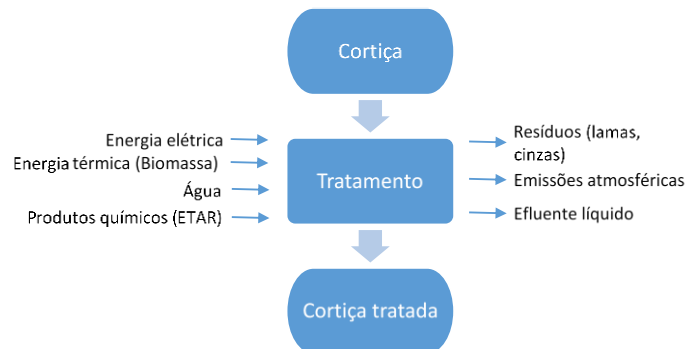 Cortiça
Energia elétrica
Energia térmica (Biomassa)
Água
Produtos químicos (ETAR)
Tratamento
Resíduos (lamas,
cinzas)
Emissões atmosféricas
Efluente líquido
Cortiça tratada